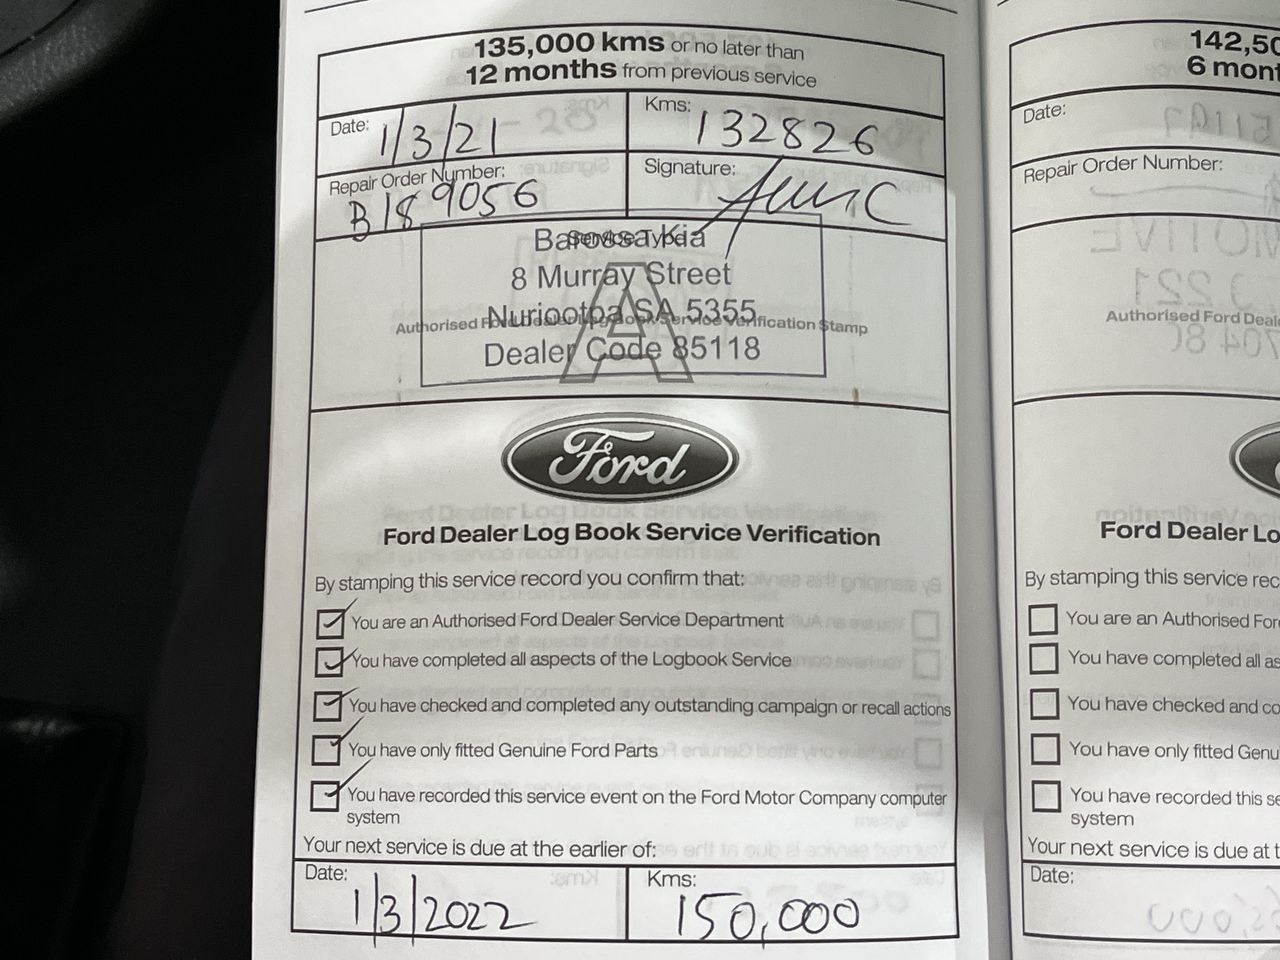 135,000 kms or no later than
12 months from previous service
Date: 1/3/21
Kms: 132826
Repair Order Number: B189056
Signature:
Service Type
Barossa Kia
8 Murray Street
Nuriootpa SA 5355
Dealer Code 85118
A
Authorised Ford Dealer Log Book Service Verification Stamp
Ford
Ford Dealer Log Book Service Verification
By stamping this service record you confirm that:
You are an Authorised Ford Dealer Service Department
You have completed all aspects of the Logbook Service
You have checked and completed any outstanding campaign or recall actions
You have only fitted Genuine Ford Parts
You have recorded this service event on the Ford Motor Company computer
system
Your next service is due at the earlier of:
Date: 1/3/2022
Kms: 150,000
142,50
6 mont
Date:
Repair Order Number:
Authorised Ford Deale
Ford Dealer Lo
By stamping this service rec
You are an Authorised For
You have completed all as
You have checked and co
You have only fitted Genu
You have recorded this se
system
Your next service is due at t
Date: